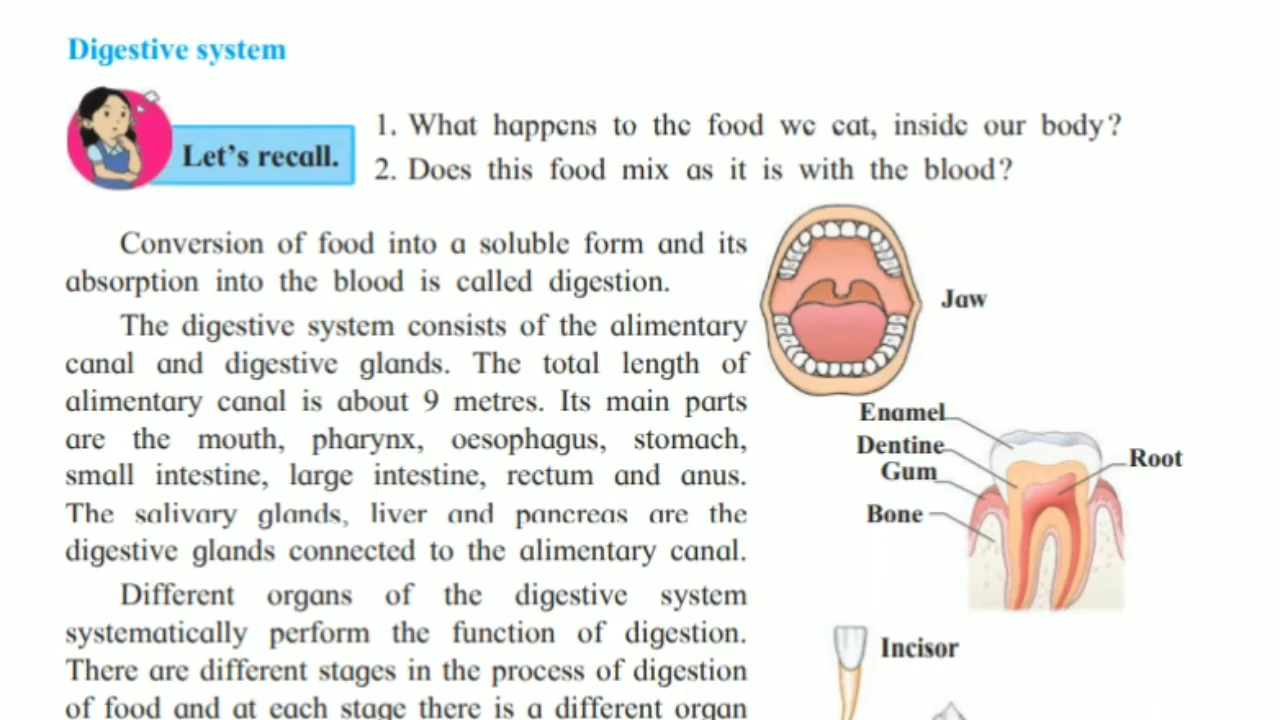 Digestive system
Let's recall.
1. What happens to the food we eat, inside our body?
2. Does this food mix as it is with the blood?
Conversion of food into a soluble form and its
absorption into the blood is called digestion.
The digestive system consists of the alimentary
canal and digestive glands. The total length of
alimentary canal is about 9 metres. Its main parts
are the mouth, pharynx, oesophagus, stomach,
small intestine, large intestine, rectum and anus.
The salivary glands, liver and pancreas are the
digestive glands connected to the alimentary canal.
Different organs of the digestive system
systematically perform the function of digestion.
There are different stages in the process of digestion
of food and at each stage there is a different organ
Jaw
Enamel
Dentine
Gum
Root
Bone
Incisor